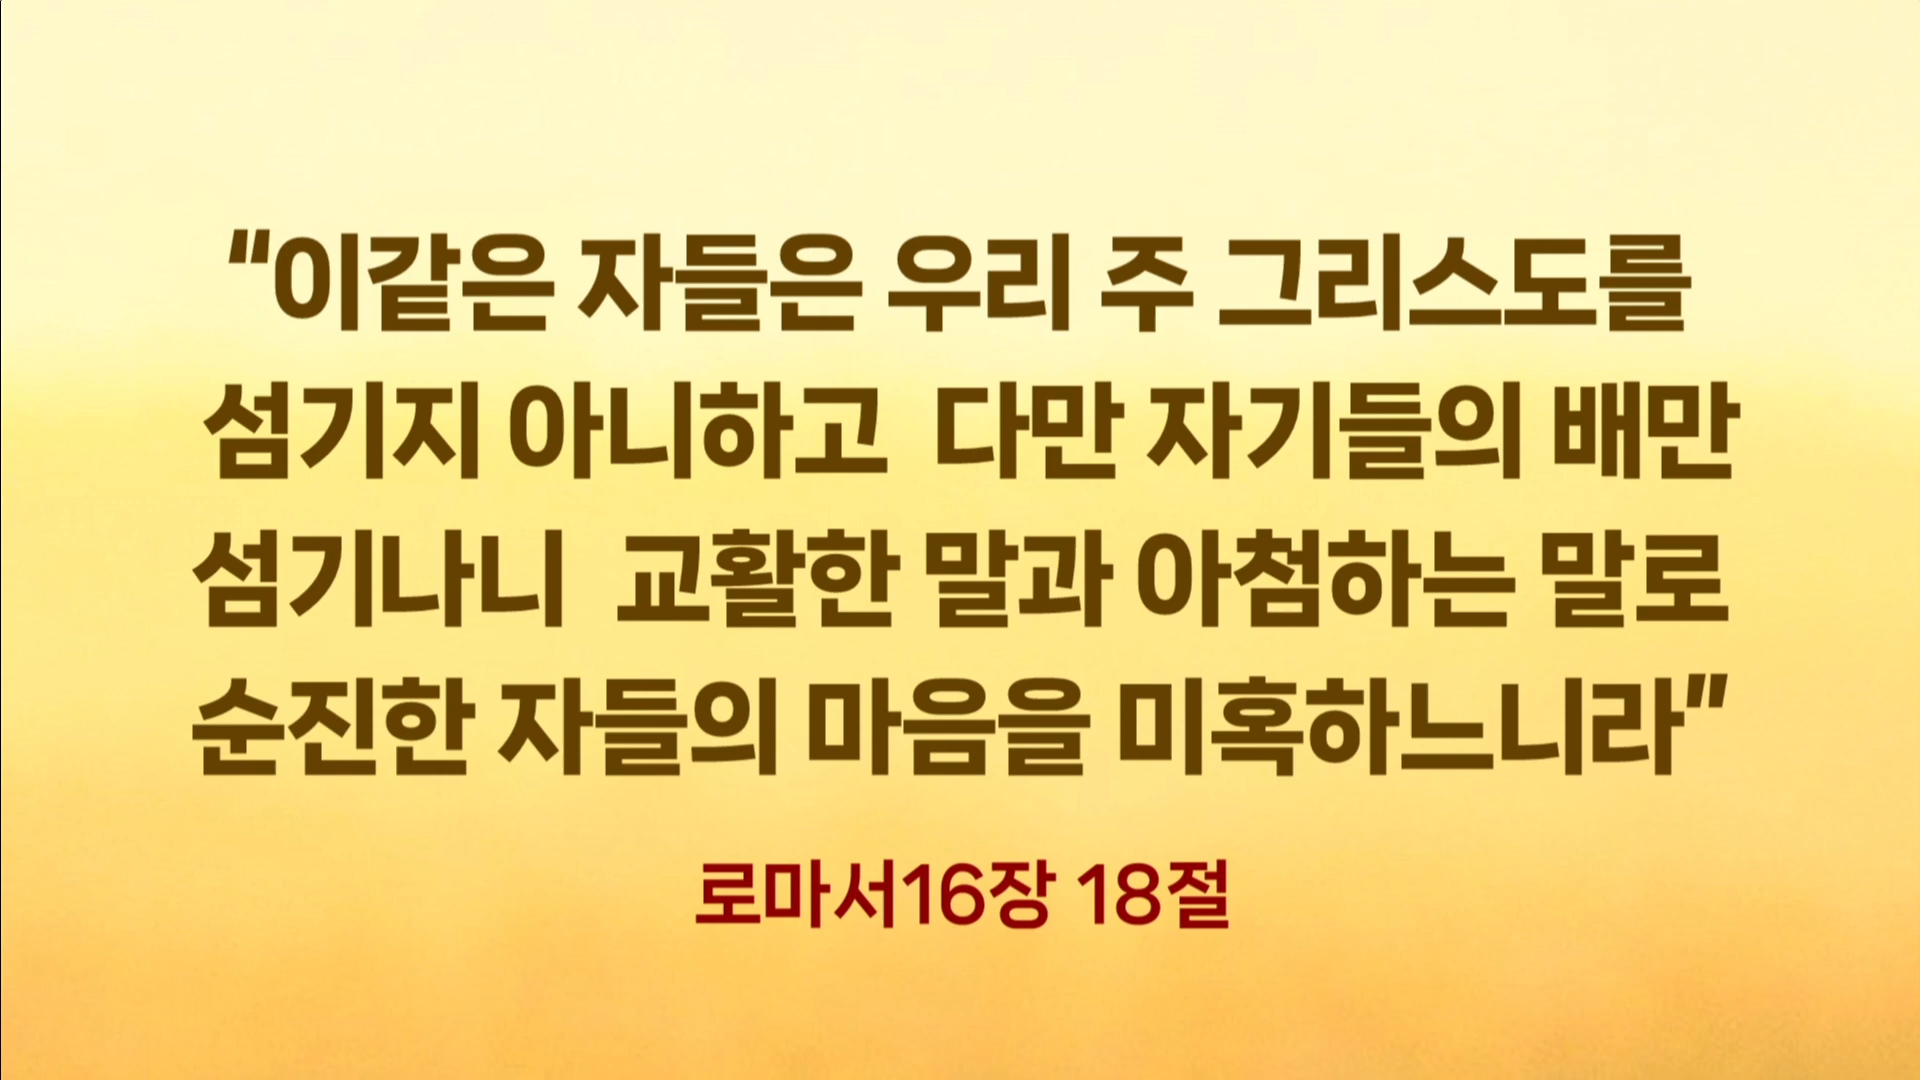 “이같은 자들은 우리 주 그리스도를
섬기지 아니하고 다만 자기들의 배만
섬기나니 교활한 말과 아첨하는 말로
순진한 자들의 마음을 미혹하느니라”
로마서16장 18절